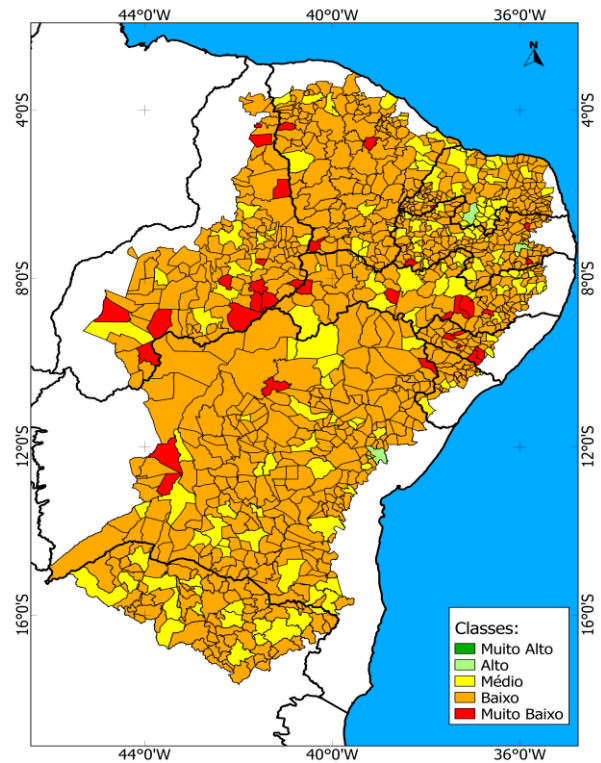 44°0'W 40°0'W 36°0'W
N
4°0'S 4°0'S
8°0'S 8°0'S
12°0'S 12°0'S
16°0'S 16°0'S
Classes:
Muito Alto
Alto
Médio
Baixo
Muito Baixo
44°0'W 40°0'W 36°0'W